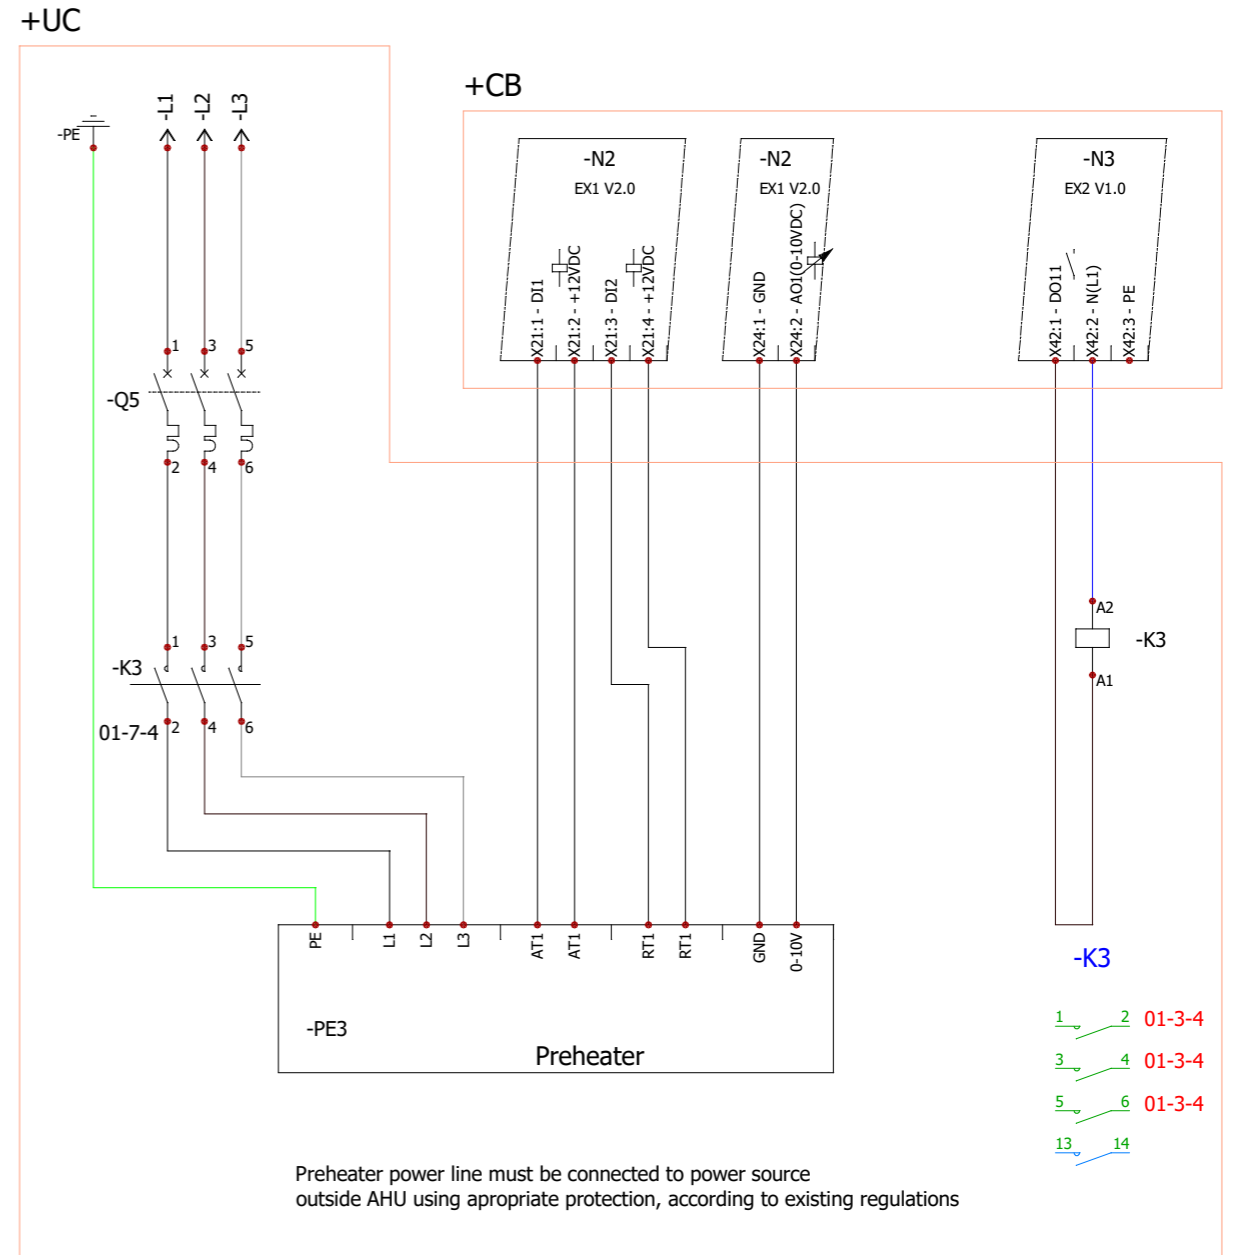 +UC
+CB
-L1
-L2
-L3
-PE
-N2
EX1 V2.0
-N2
EX1 V2.0
-N3
EX2 V1.0
X21:1 - DI1
X21:2 - +12VDC
X21:3 - DI2
X21:4 - +12VDC
X24:1 - GND
X24:2 - AO1(0-10VDC)
X42:1 - DO11
X42:2 - N(L1)
X42:3 - PE
1 3 5
-Q5
2 4 6
A2
-K3
A1
1 3 5
-K3
01-7-4
2 4 6
PE
L1
L2
L3
AT1
AT1
RT1
RT1
GND
0-10V
-PE3
Preheater
-K3
1 2 01-3-4
3 4 01-3-4
5 6 01-3-4
13 14
Preheater power line must be connected to power source
outside AHU using apropriate protection, according to existing regulations